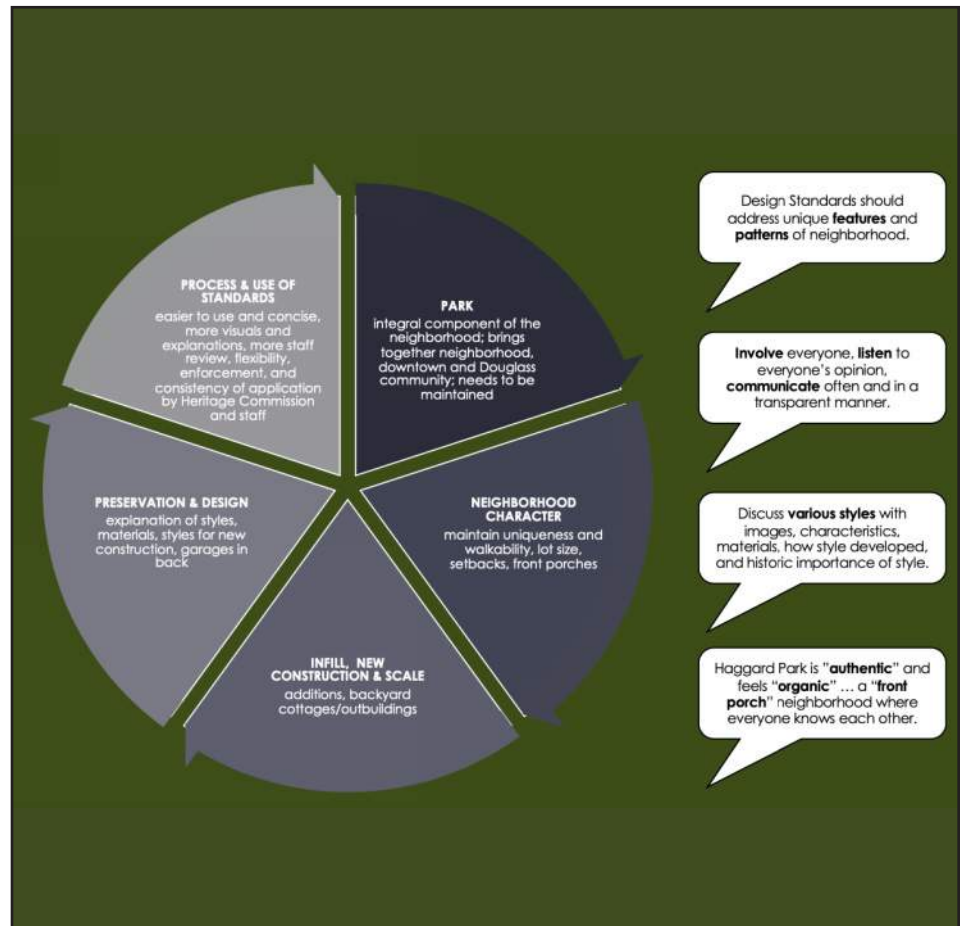 PROCESS & USE OF
STANDARDS
easier to use and concise,
more visuals and
explanations, more staff
review, flexibility,
enforcement, and
consistency of application
by Heritage Commission
and staff
PARK
integral component of the
neighborhood; brings
together neighborhood,
downtown and Douglass
community; needs to be
maintained
NEIGHBORHOOD
CHARACTER
maintain uniqueness and
walkability, lot size,
setbacks, front porches
INFILL, NEW
CONSTRUCTION & SCALE
additions, backyard
cottages/outbuildings
PRESERVATION & DESIGN
explanation of styles,
materials, styles for new
construction, garages in
back
Design Standards should
address unique features and
patterns of neighborhood.
Involve everyone, listen to
everyone's opinion,
communicate often and in a
transparent manner.
Discuss various styles with
images, characteristics,
materials, how style developed,
and historic importance of style.
Haggard Park is "authentic" and
feels "organic" … a "front
porch" neighborhood where
everyone knows each other.